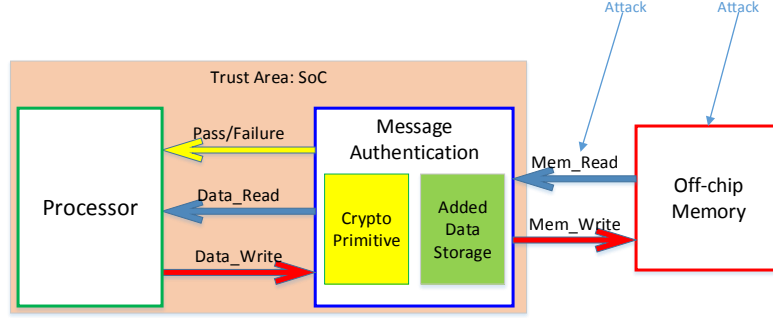 Attack
Attack
Trust Area: SoC
Pass/Failure
Message
Authentication
Mem_Read
Processor
Data_Read
Crypto
Primitive
Added
Data
Storage
Off-chip
Memory
Mem_Write
Data_Write